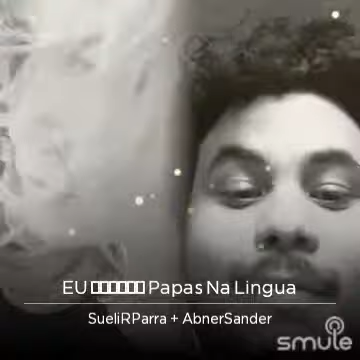 EU □□□□□□ Papas Na Lingua
SueliRParra + AbnerSander
smule